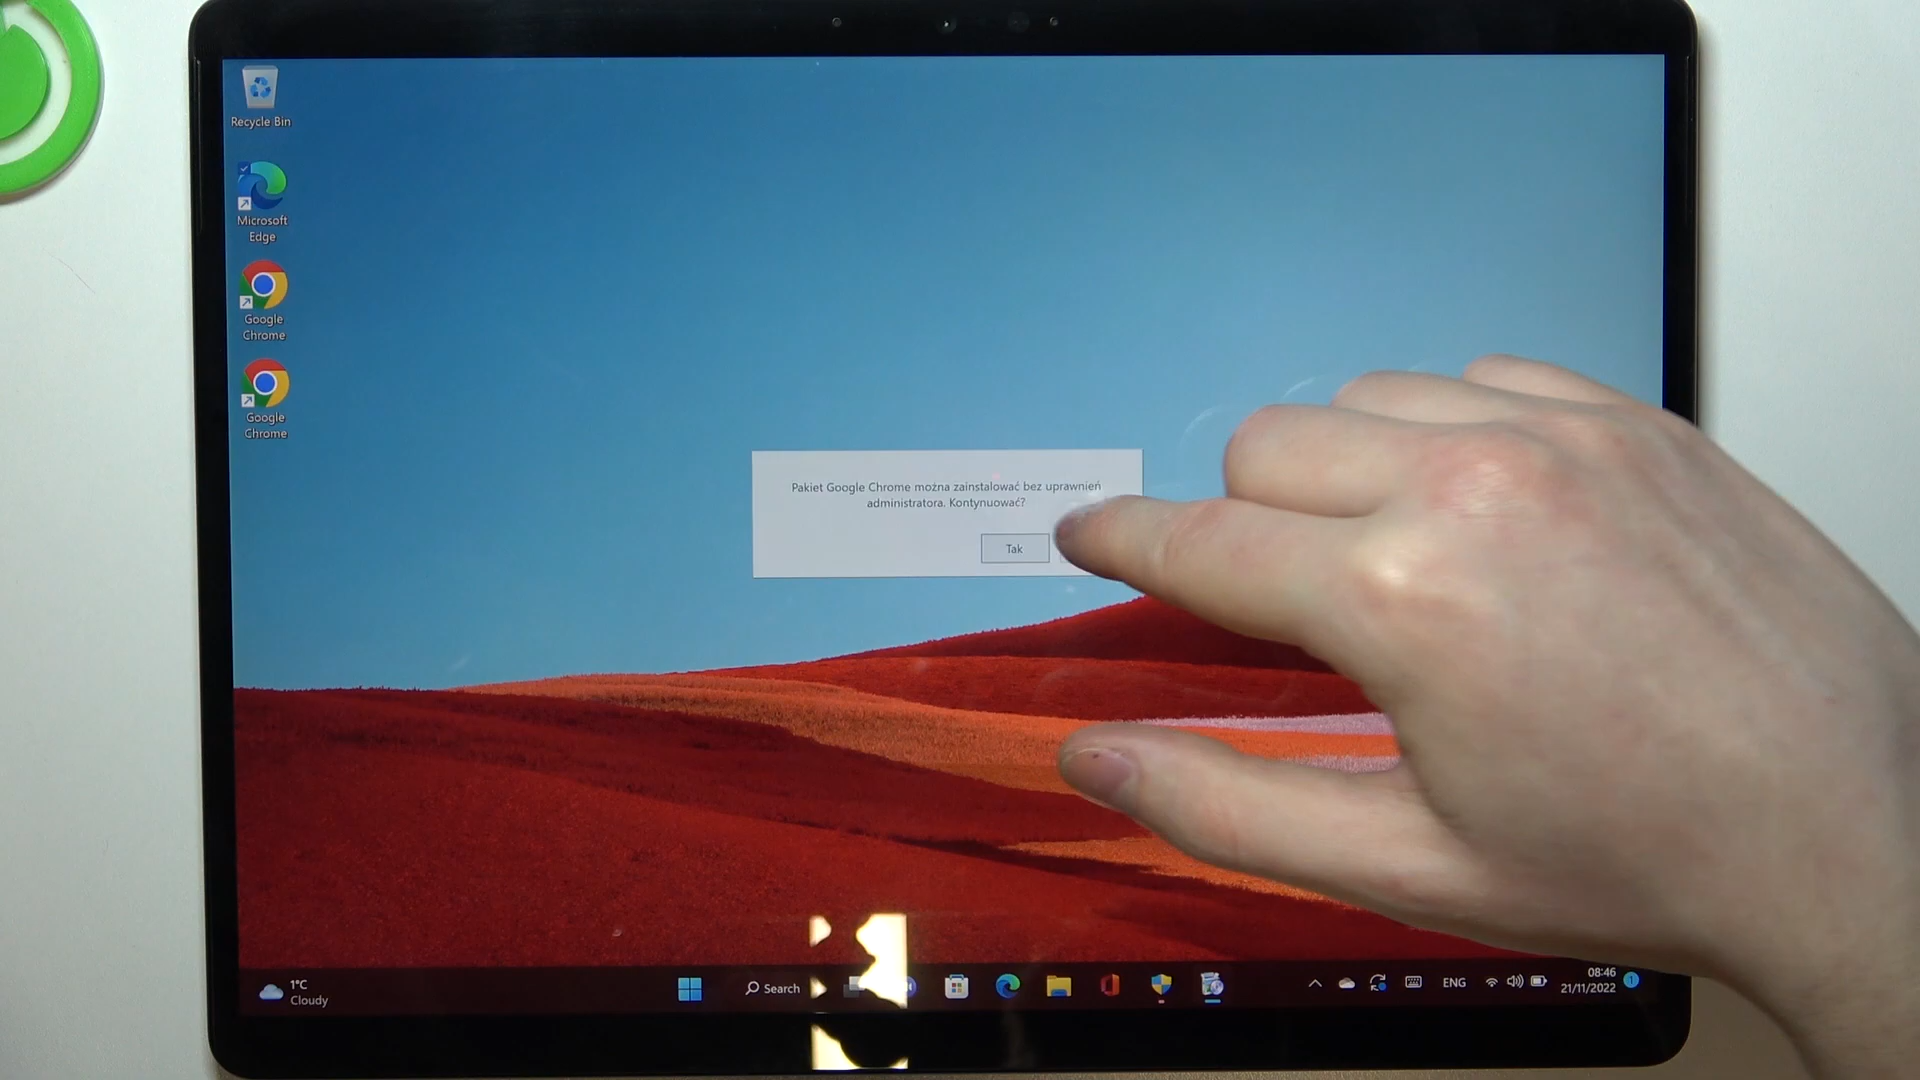 Recycle Bin
Microsoft
Edge
Google
Chrome
Google
Chrome
Pakiet Google Chrome można zainstalować bez uprawnień
administratora. Kontynuować?
Tak
1°C
Cloudy
Search
ENG
08:46
21/11/2022
1